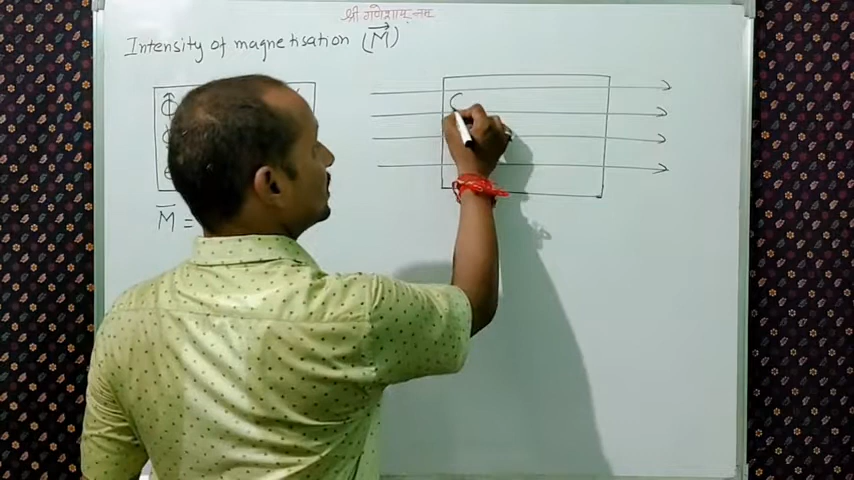 श्री गणेशाय नमः
Intensity of magnetisation (M⃗)
M⃗ =